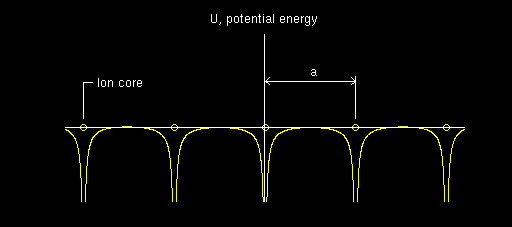 U, potential energy
a
Ion core